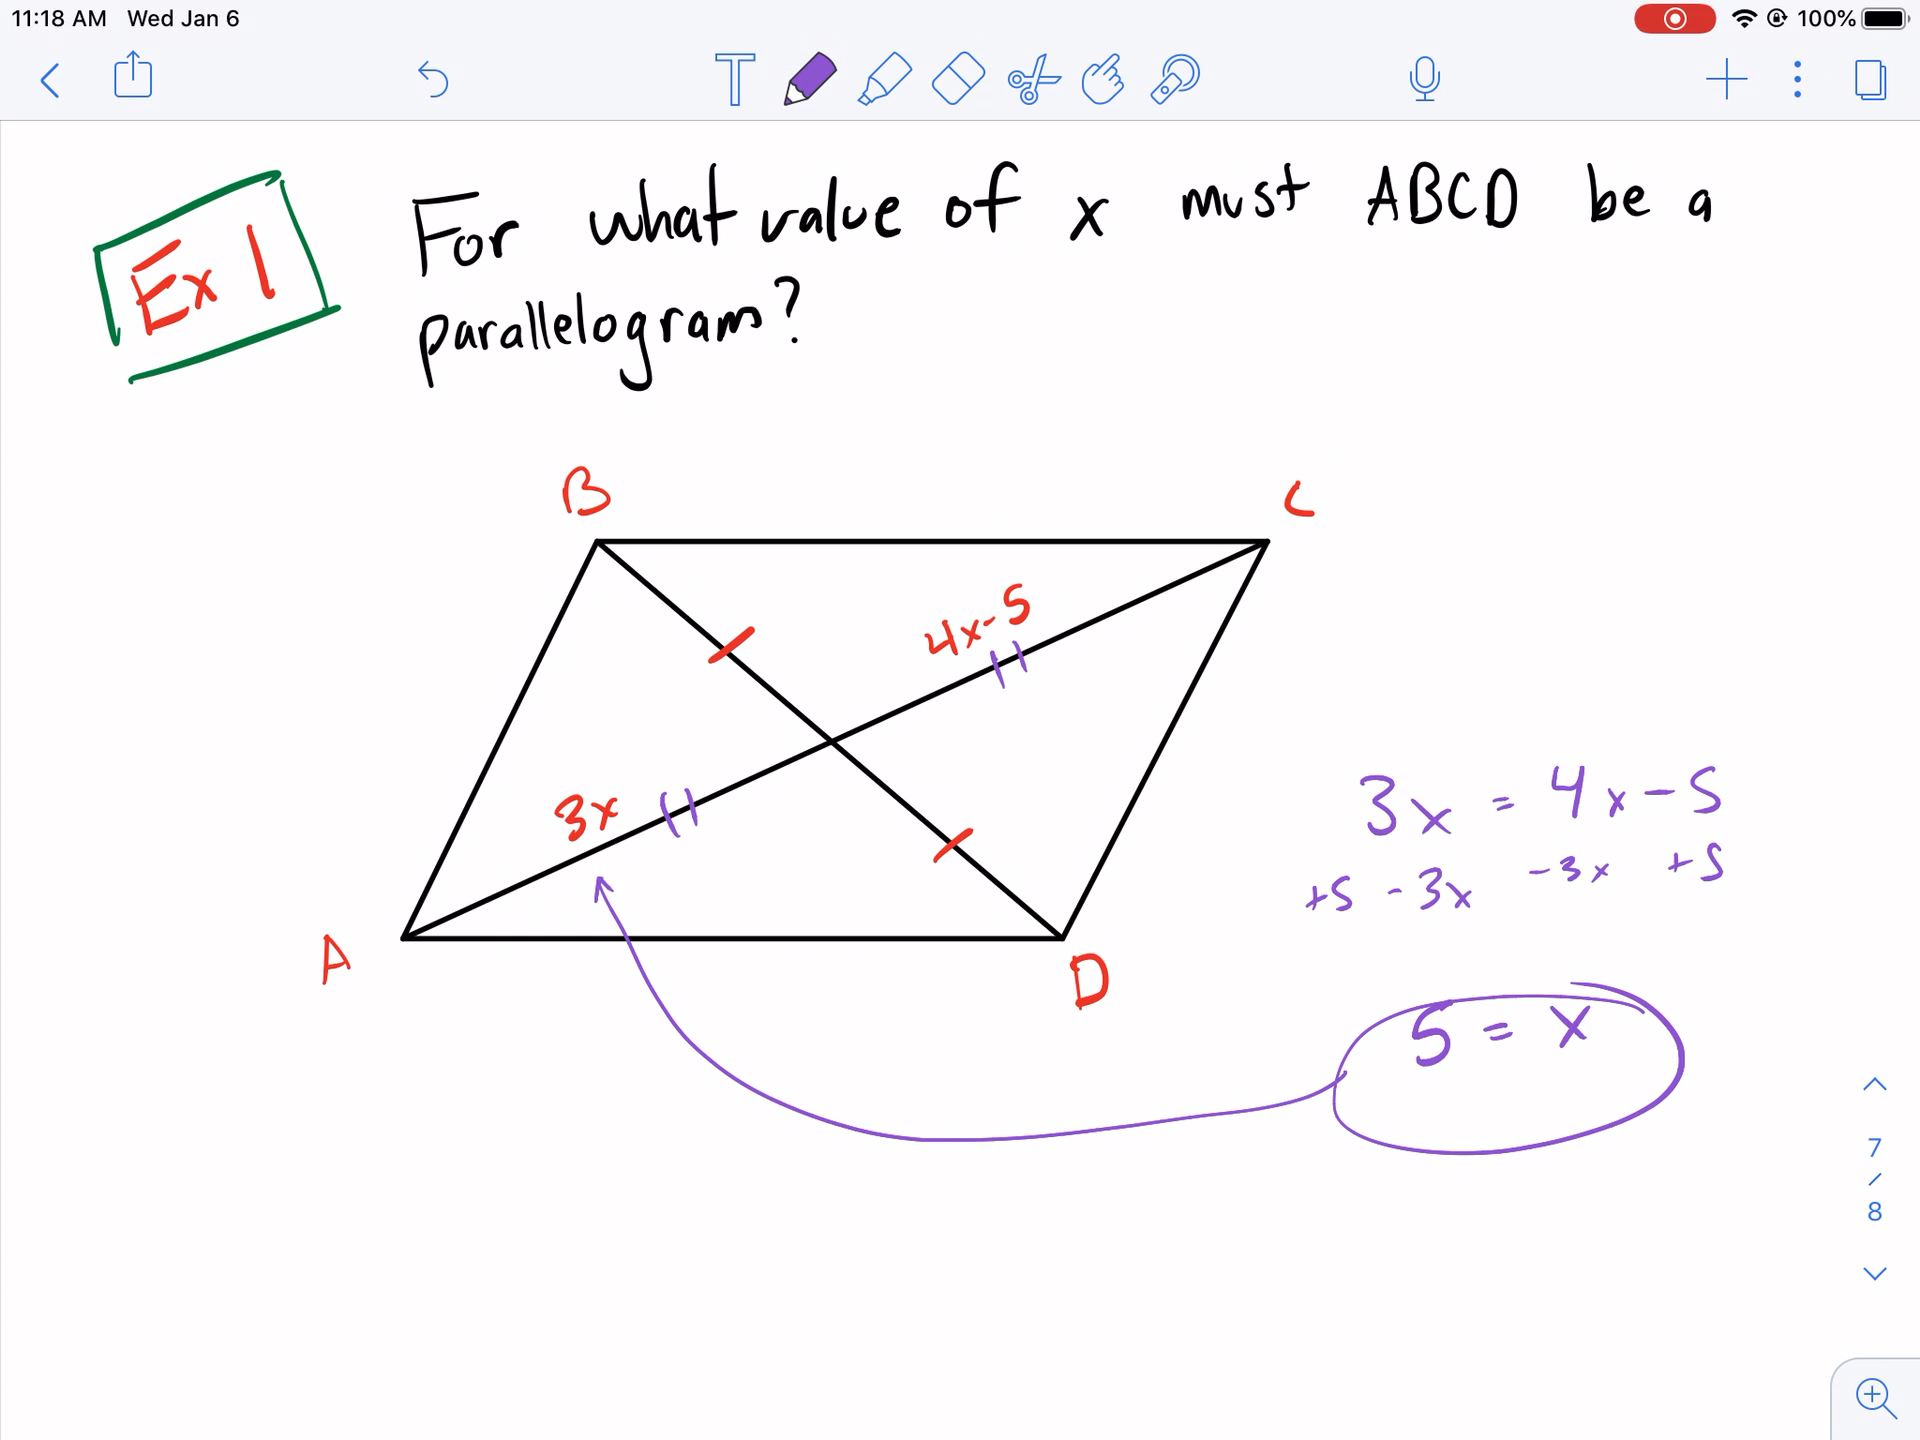 11:18 AM Wed Jan 6 100%
T
Ex 1
For what value of x must ABCD be a
parallelogram?
B
C
4x-5
3x
A
D
3x = 4x-5
+5 -3x -3x +5
5 = x
7
/
8